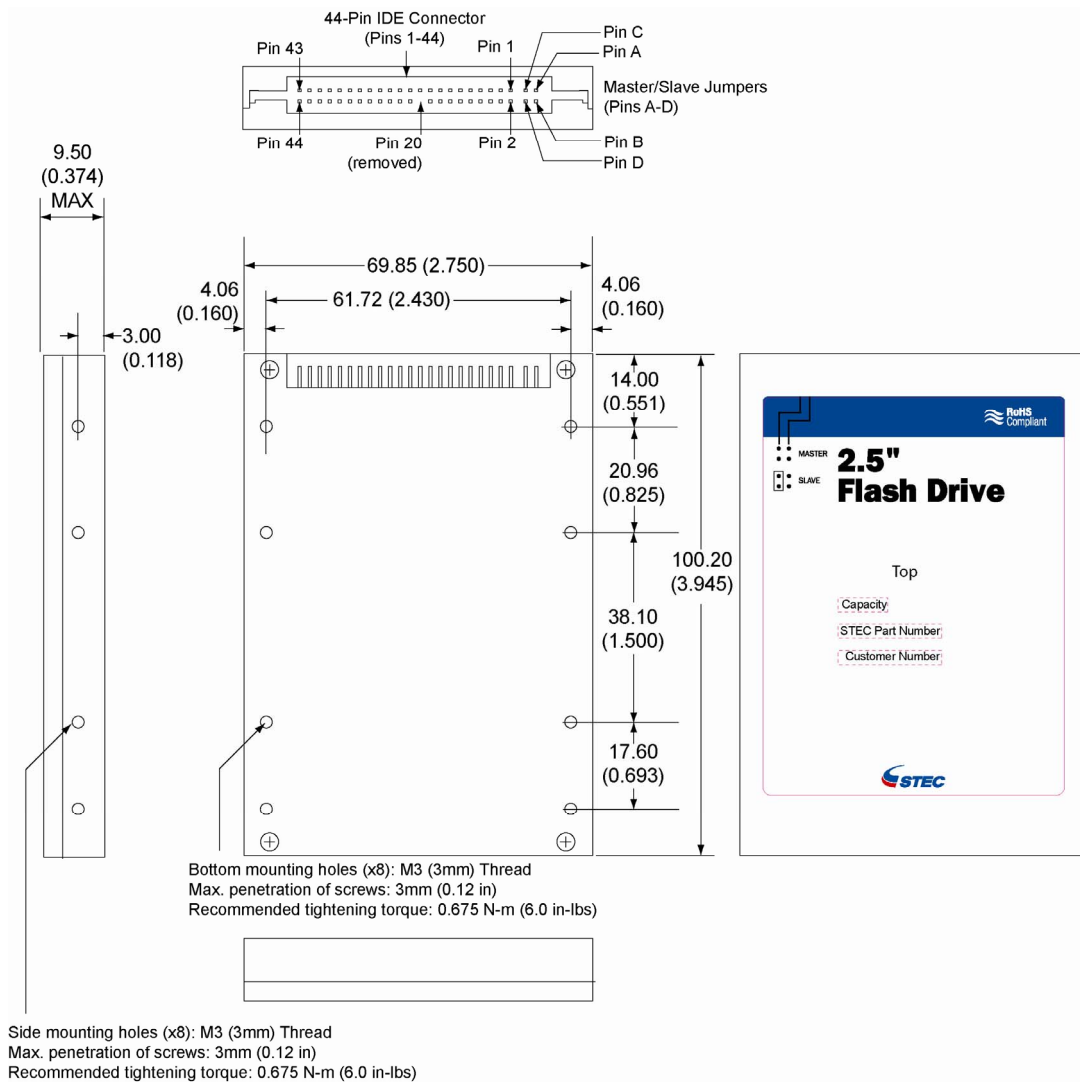 44-Pin IDE Connector
(Pins 1-44)
Pin 43
Pin 1
Pin C
Pin A
Master/Slave Jumpers
(Pins A-D)
Pin 44
Pin 20
(removed)
Pin 2
Pin B
Pin D
9.50
(0.374)
MAX
69.85 (2.750)
4.06
(0.160)
61.72 (2.430)
4.06
(0.160)
3.00
(0.118)
14.00
(0.551)
20.96
(0.825)
38.10
(1.500)
17.60
(0.693)
100.20
(3.945)
RoHS
Compliant
MASTER
SLAVE
2.5"
Flash Drive
Top
Capacity
STEC Part Number
Customer Number
STEC
Bottom mounting holes (x8): M3 (3mm) Thread
Max. penetration of screws: 3mm (0.12 in)
Recommended tightening torque: 0.675 N-m (6.0 in-lbs)
Side mounting holes (x8): M3 (3mm) Thread
Max. penetration of screws: 3mm (0.12 in)
Recommended tightening torque: 0.675 N-m (6.0 in-lbs)